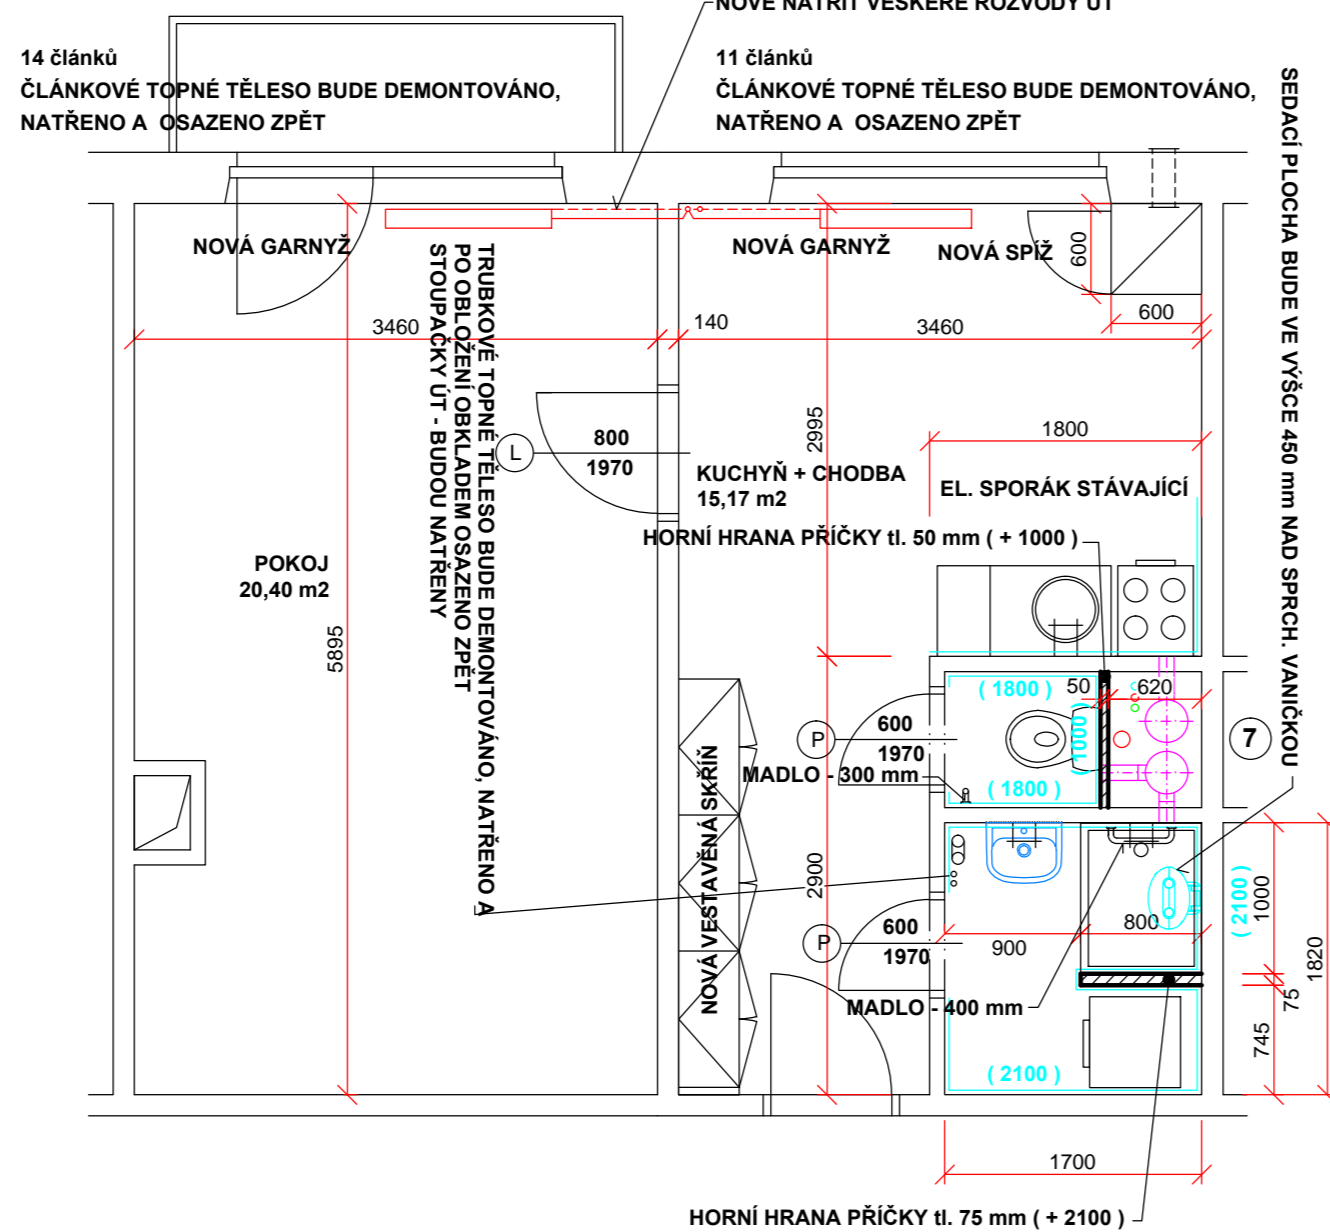 NOVĚ NATŘÍT VEŠKERÉ ROZVODY ÚT
14 článků
ČLÁNKOVÉ TOPNÉ TĚLESO BUDE DEMONTOVÁNO,
NATŘENO A OSAZENO ZPĚT
11 článků
ČLÁNKOVÉ TOPNÉ TĚLESO BUDE DEMONTOVÁNO,
NATŘENO A OSAZENO ZPĚT
SEDACÍ PLOCHA BUDE VE VÝŠCE 450 mm NAD SPRCH. VANIČKOU
NOVÁ GARNYŽ
NOVÁ GARNYŽ
NOVÁ SPÍŽ
600
600
3460
140
3460
TRUBKOVÉ TOPNÉ TĚLESO BUDE DEMONTOVÁNO, NATŘENO A
PO OBLOŽENÍ OBKLADEM OSAZENO ZPĚT
STOUPAČKY ÚT - BUDOU NATŘENY
2995
1800
L
800
1970
KUCHYŇ + CHODBA
15,17 m2
EL. SPORÁK STÁVAJÍCÍ
HORNÍ HRANA PŘÍČKY tl. 50 mm ( + 1000 )
POKOJ
20,40 m2
5895
( 1800 )
50
620
P
600
1970
( 1000 )
7
MADLO - 300 mm
( 1800 )
NOVÁ VESTAVĚNÁ SKŘÍŇ
2900
P
600
1970
900
800
( 2100 )
1000
1820
75
745
MADLO - 400 mm
( 2100 )
1700
HORNÍ HRANA PŘÍČKY tl. 75 mm ( + 2100 )